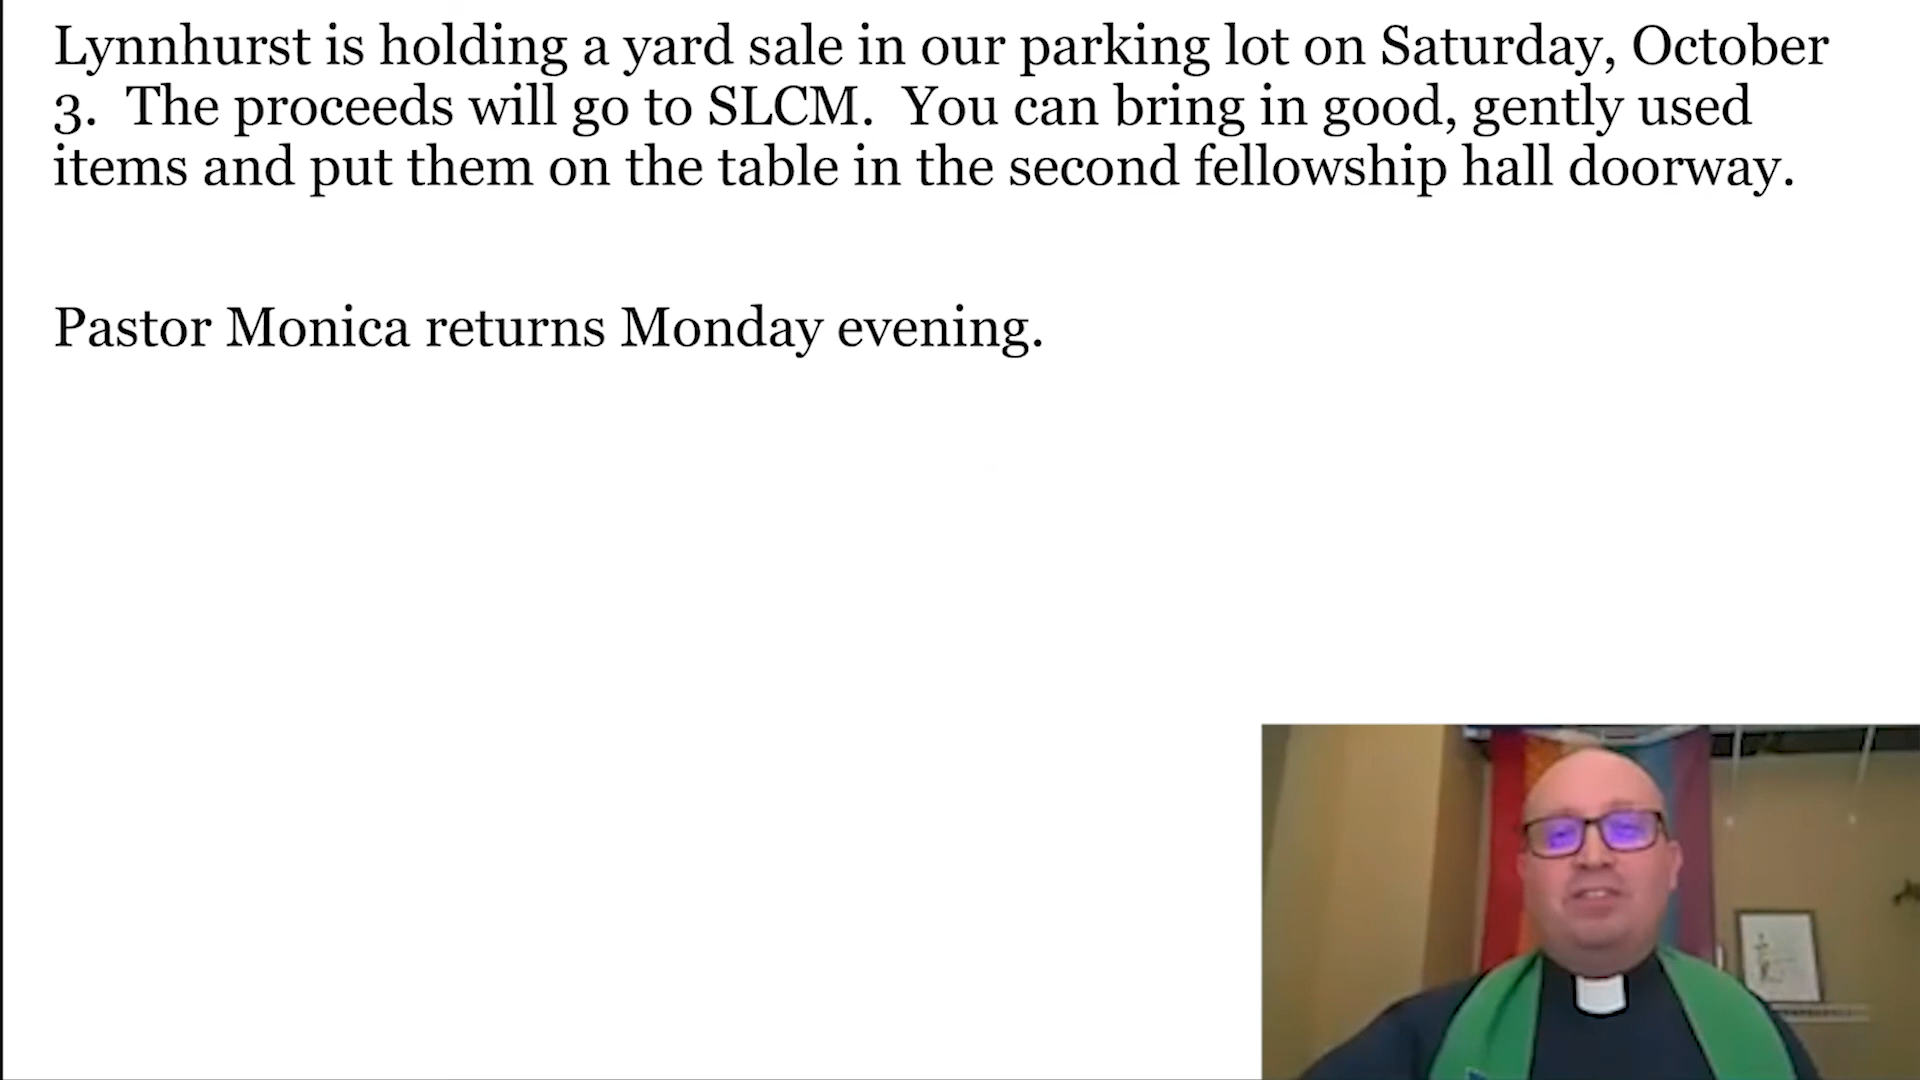 Lynnhurst is holding a yard sale in our parking lot on Saturday, October
3.  The proceeds will go to SLCM.  You can bring in good, gently used
items and put them on the table in the second fellowship hall doorway.
Pastor Monica returns Monday evening.